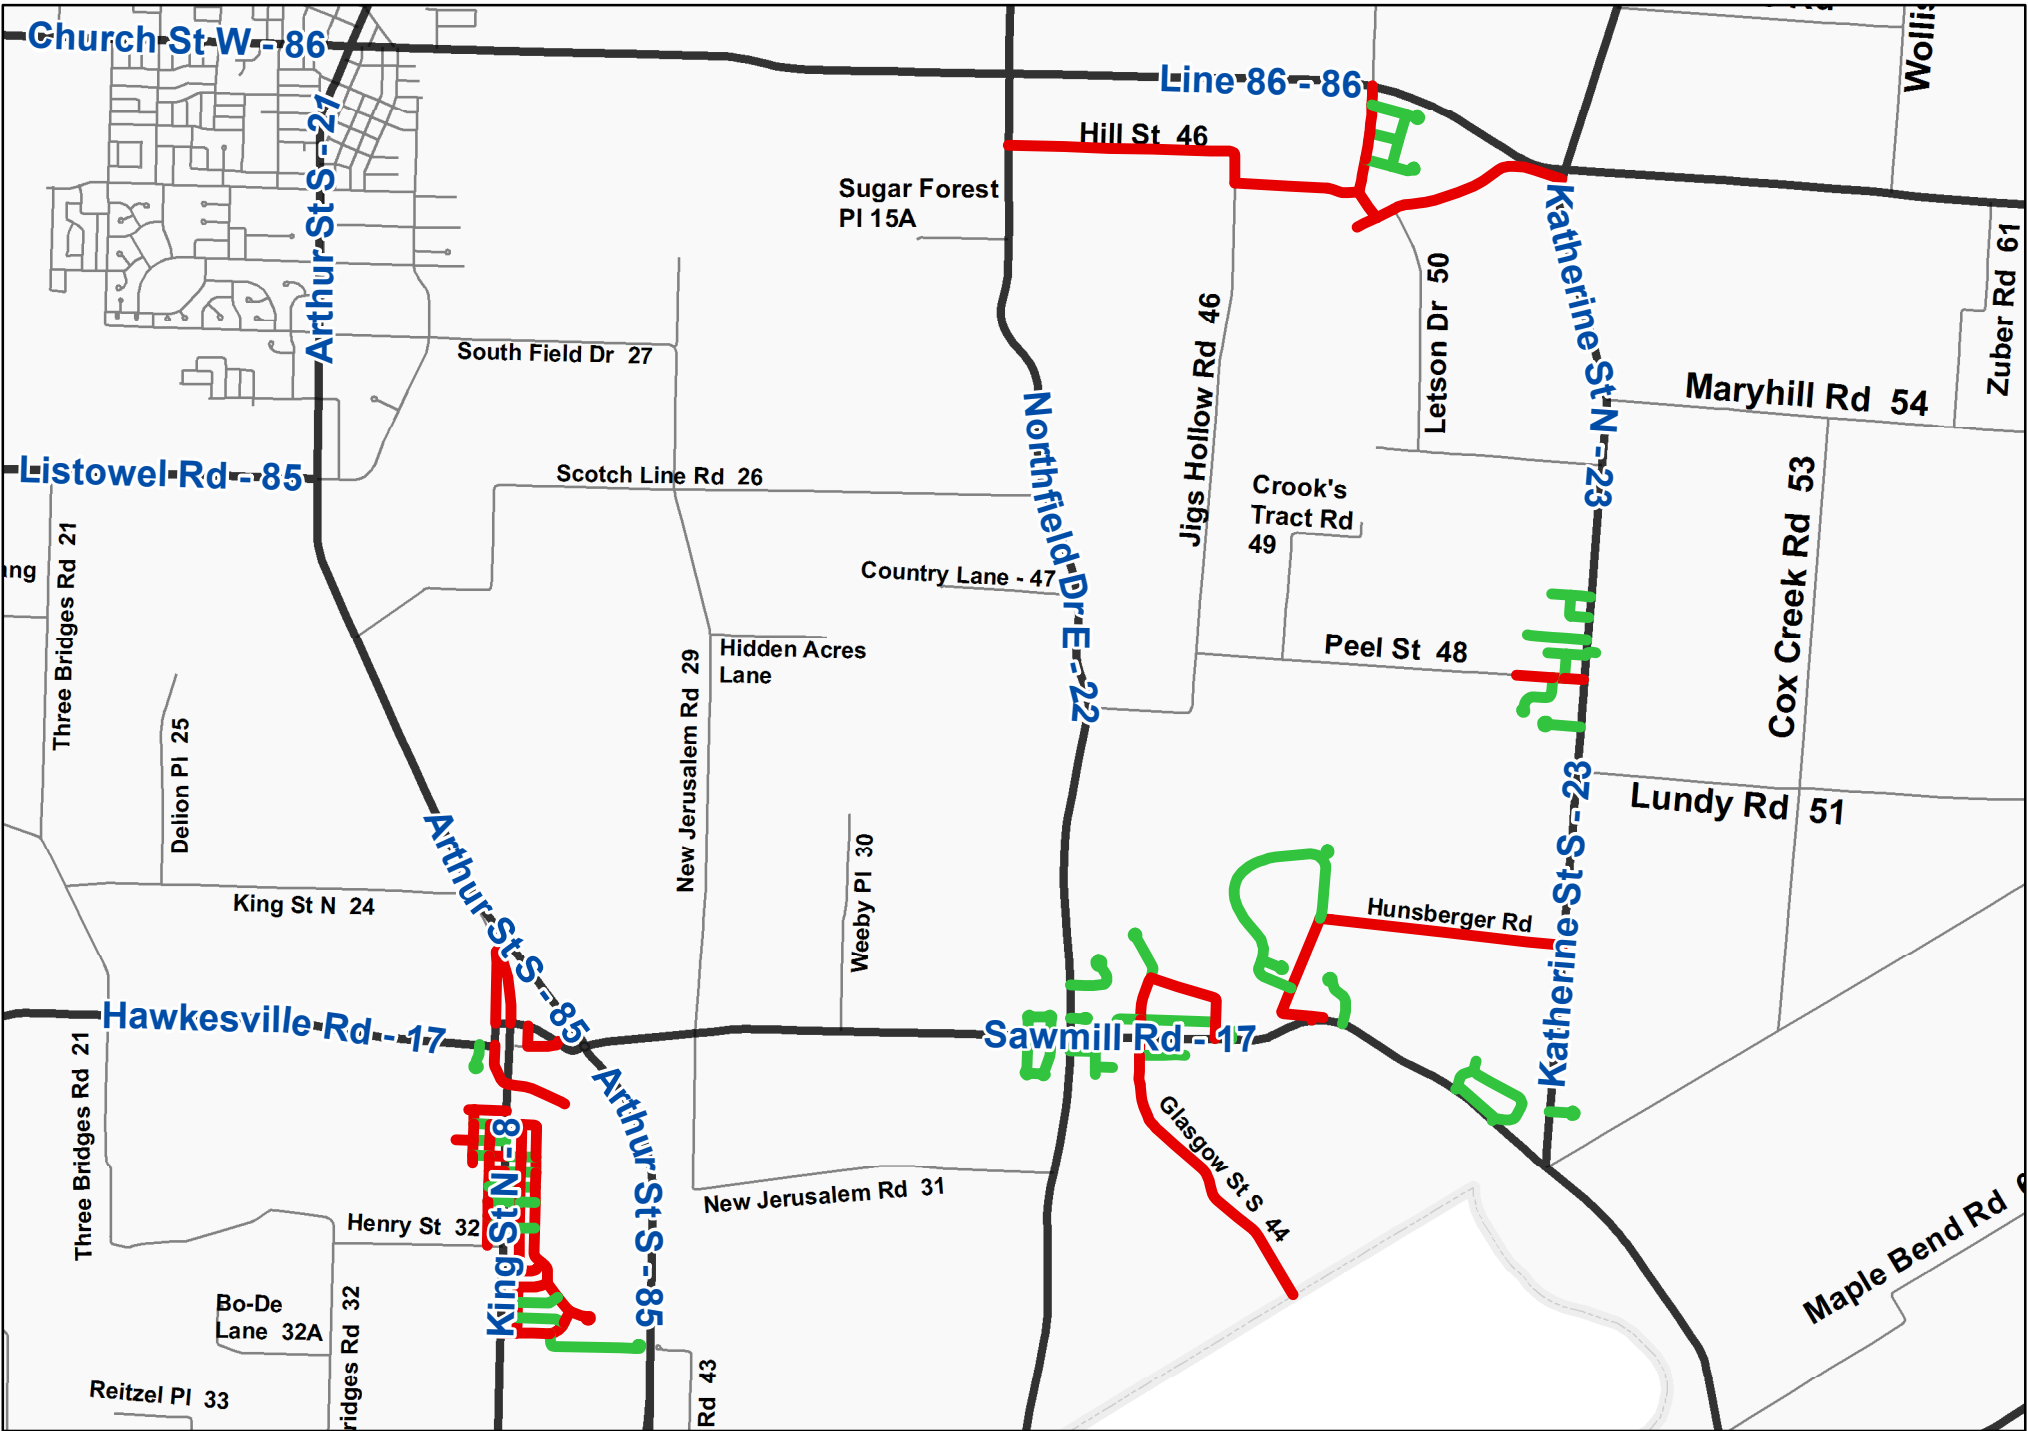 Church St W - 86
Line 86 - 86
Wollis
Arthur St S - 21
Hill St 46
Sugar Forest
Pl 15A
Katherine St N - 23
Zuber Rd 61
Letson Dr 50
Jigs Hollow Rd 46
South Field Dr 27
Maryhill Rd 54
Northfield Dr E - 22
Listowel Rd - 85
Scotch Line Rd 26
Crook's
Tract Rd
49
Cox Creek Rd 53
Three Bridges Rd 21
ang
Country Lane - 47
Peel St 48
Hidden Acres
Lane
New Jerusalem Rd 29
Delion Pl 25
Katherine St S - 23
Lundy Rd 51
Arthur St S - 85
Weeby Pl 30
King St N 24
Hunsberger Rd
Hawkesville Rd - 17
Sawmill Rd - 17
Three Bridges Rd 21
Arthur St S - 85
King St N - 8
Glasgow St S 44
New Jerusalem Rd 31
Henry St 32
Maple Bend Rd
Bo-De
Lane 32A
ridges Rd 32
Reitzel Pl 33
Rd 43